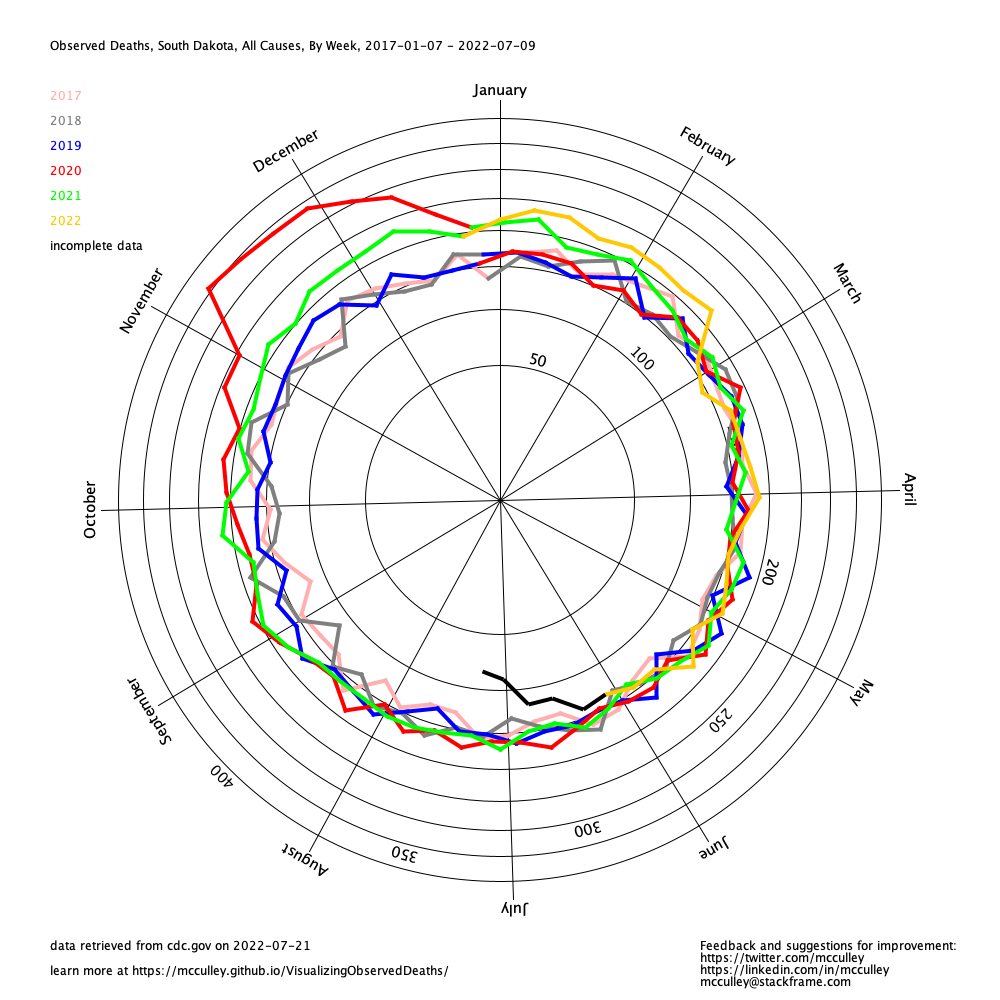 Observed Deaths, South Dakota, All Causes, By Week, 2017-01-07 - 2022-07-09
2017
2018
2019
2020
2021
2022
incomplete data
January
February
March
April
May
June
July
August
September
October
November
December
50
100
200
250
300
350
400
data retrieved from cdc.gov on 2022-07-21
learn more at https://mcculley.github.io/VisualizingObservedDeaths/
Feedback and suggestions for improvement:
https://twitter.com/mcculley
https://linkedin.com/in/mcculley
mcculley@stackframe.com